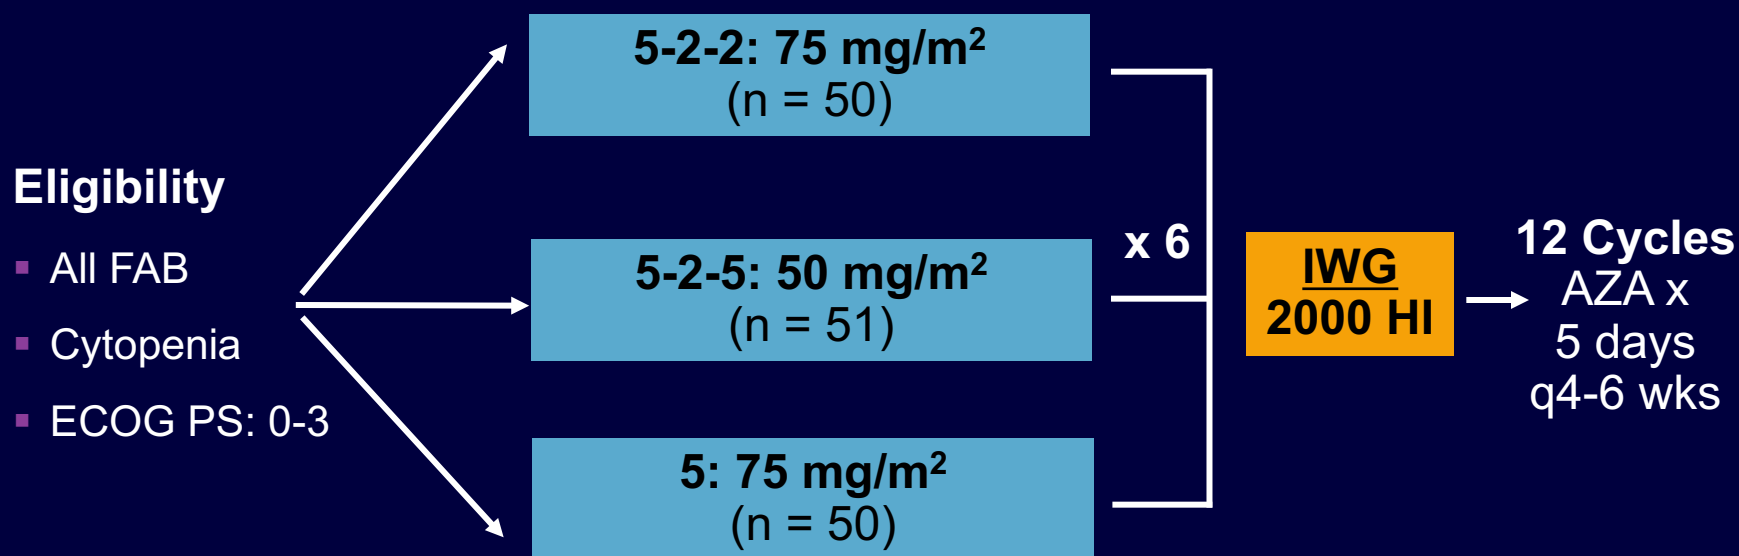 Eligibility
▪ All FAB
▪ Cytopenia
▪ ECOG PS: 0-3
5-2-2: 75 mg/m²
(n = 50)
5-2-5: 50 mg/m²
(n = 51)
5: 75 mg/m²
(n = 50)
x 6
IWG
2000 HI
12 Cycles
AZA x
5 days
q4-6 wks